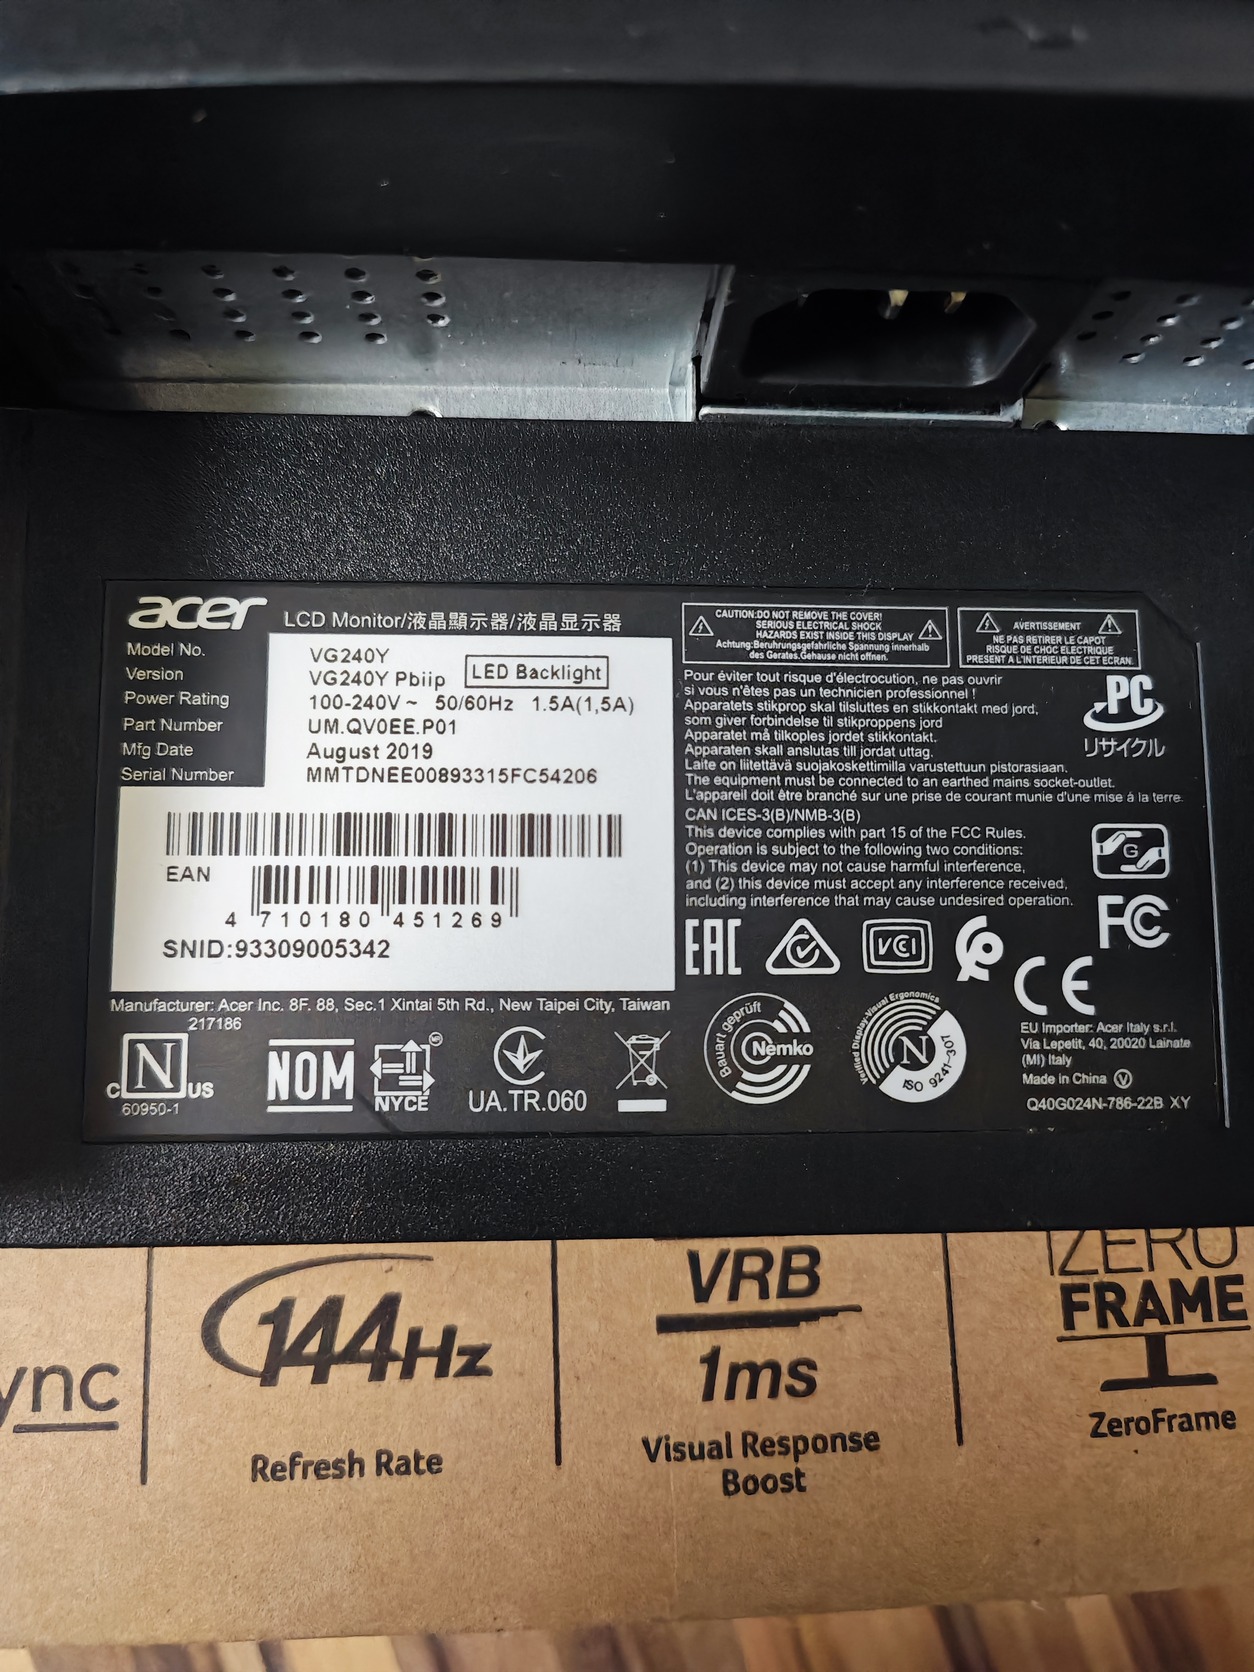 acer
LCD Monitor/液晶顯示器/液晶显示器
Model No. VG240Y
Version VG240Y Pbiip
LED Backlight
Power Rating 100-240V~ 50/60Hz 1.5A(1,5A)
Part Number UM.QV0EE.P01
Mfg Date August 2019
Serial Number MMTDNEE00893315FC54206
EAN
4 710180 451269
SNID:93309005342
Manufacturer: Acer Inc. 8F. 88, Sec.1 Xintai 5th Rd., New Taipei City, Taiwan
217186
C N US
60950-1
NOM
NYCE
UA.TR.060
CAUTION:DO NOT REMOVE THE COVER!
SERIOUS ELECTRICAL SHOCK
HAZARDS EXIST INSIDE THIS DISPLAY
Achtung:Beruhrungsgefahrliche Spannung innerhalb
des Gerates.Gehause nicht offnen.
AVERTISSEMENT
NE PAS RETIRER LE CAPOT
RISQUE DE CHOC ELECTRIQUE
PRESENT A L'INTERIEUR DE CET ECRAN.
Pour éviter tout risque d'électrocution, ne pas ouvrir
si vous n'êtes pas un technicien professionnel !
Apparatets stikprop skal tilsluttes en stikkontakt med jord,
som giver forbindelse til stikproppens jord
Apparatet må tilkoples jordet stikkontakt.
Apparaten skall anslutas till jordat uttag.
Laite on liitettävä suojakoskettimilla varustettuun pistorasiaan.
The equipment must be connected to an earthed mains socket-outlet.
L'appareil doit être branché sur une prise de courant munie d'une mise á la terre.
CAN ICES-3(B)/NMB-3(B)
This device complies with part 15 of the FCC Rules.
Operation is subject to the following two conditions:
(1) This device may not cause harmful interference,
and (2) this device must accept any interference received,
including interference that may cause undesired operation.
PC
リサイクル
G
FC
EAC
VCI
CE
Bauart geprüft
Nemko
Verified Display-Visual Ergonomics
N
ISO 9241-307
EU Importer: Acer Italy s.r.l.
Via Lepetit, 40, 20020 Lainate
(MI) Italy
Made in China V
Q40G024N-786-22B XY
ync
144Hz
Refresh Rate
VRB
1ms
Visual Response
Boost
ZERO
FRAME
ZeroFrame